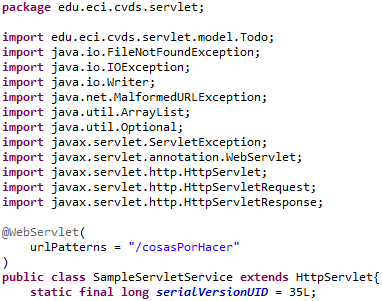 package edu.eci.cvds.servlet;
import edu.eci.cvds.servlet.model.Todo;
import java.io.FileNotFoundException;
import java.io.IOException;
import java.io.Writer;
import java.net.MalformedURLException;
import java.util.ArrayList;
import java.util.Optional;
import javax.servlet.ServletException;
import javax.servlet.annotation.WebServlet;
import javax.servlet.http.HttpServlet;
import javax.servlet.http.HttpServletRequest;
import javax.servlet.http.HttpServletResponse;
@WebServlet(
urlPatterns = "/cosasPorHacer"
)
public class SampleServletService extends HttpServlet{
static final long serialVersionUID = 35L;